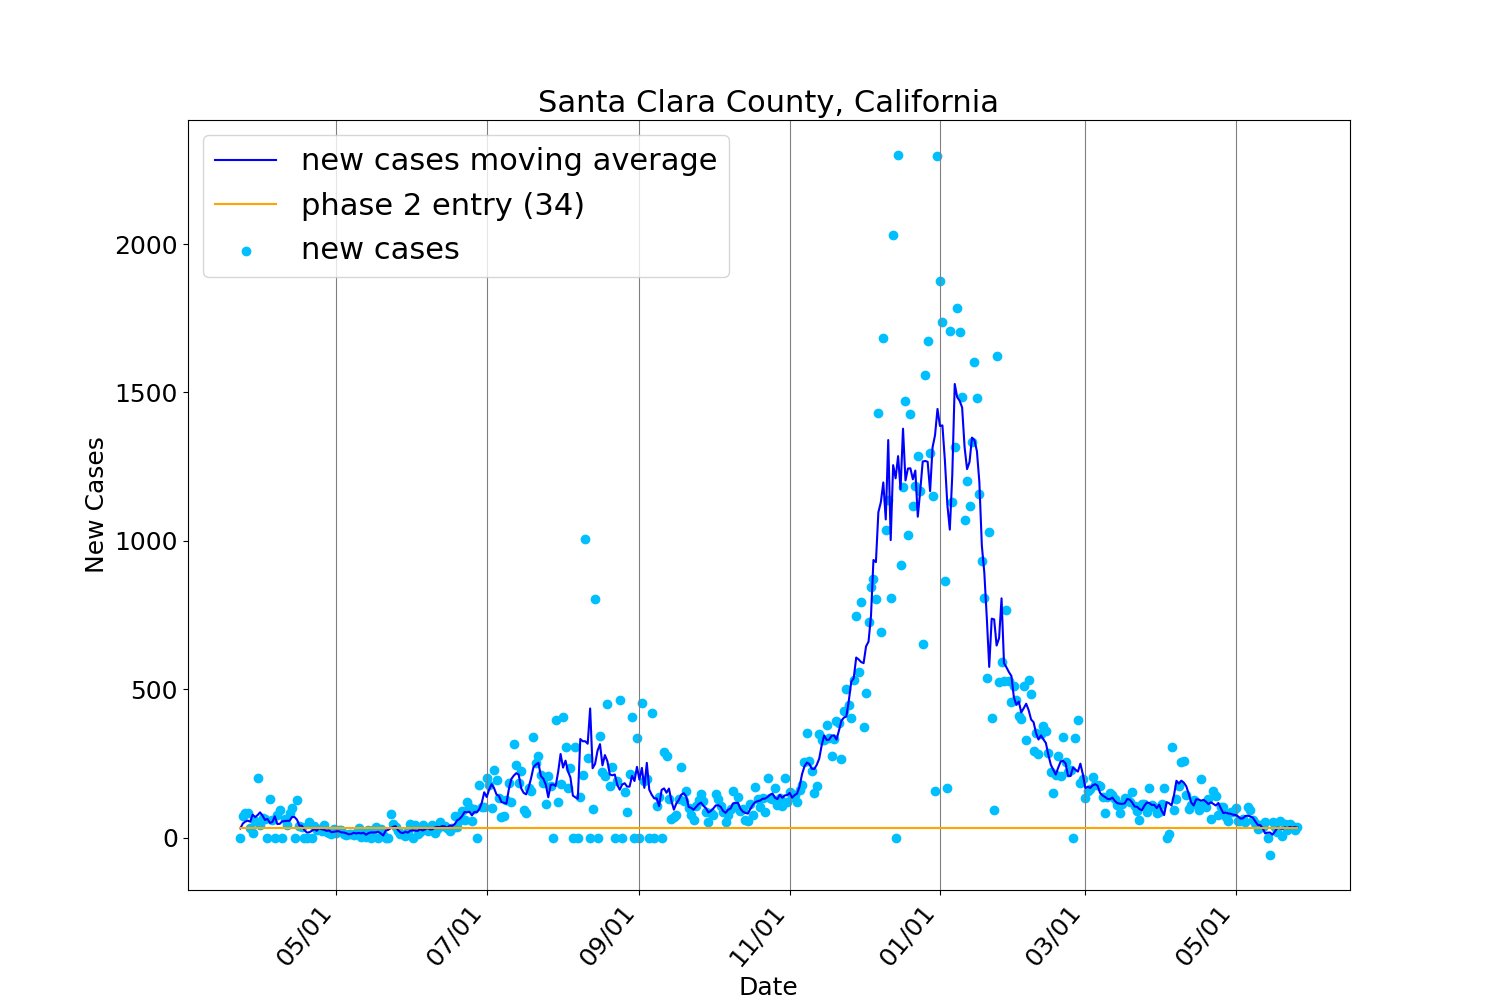 Santa Clara County, California
new cases moving average
phase 2 entry (34)
new cases
2000
1500
1000
500
0
New Cases
05/01
07/01
09/01
11/01
01/01
03/01
05/01
Date